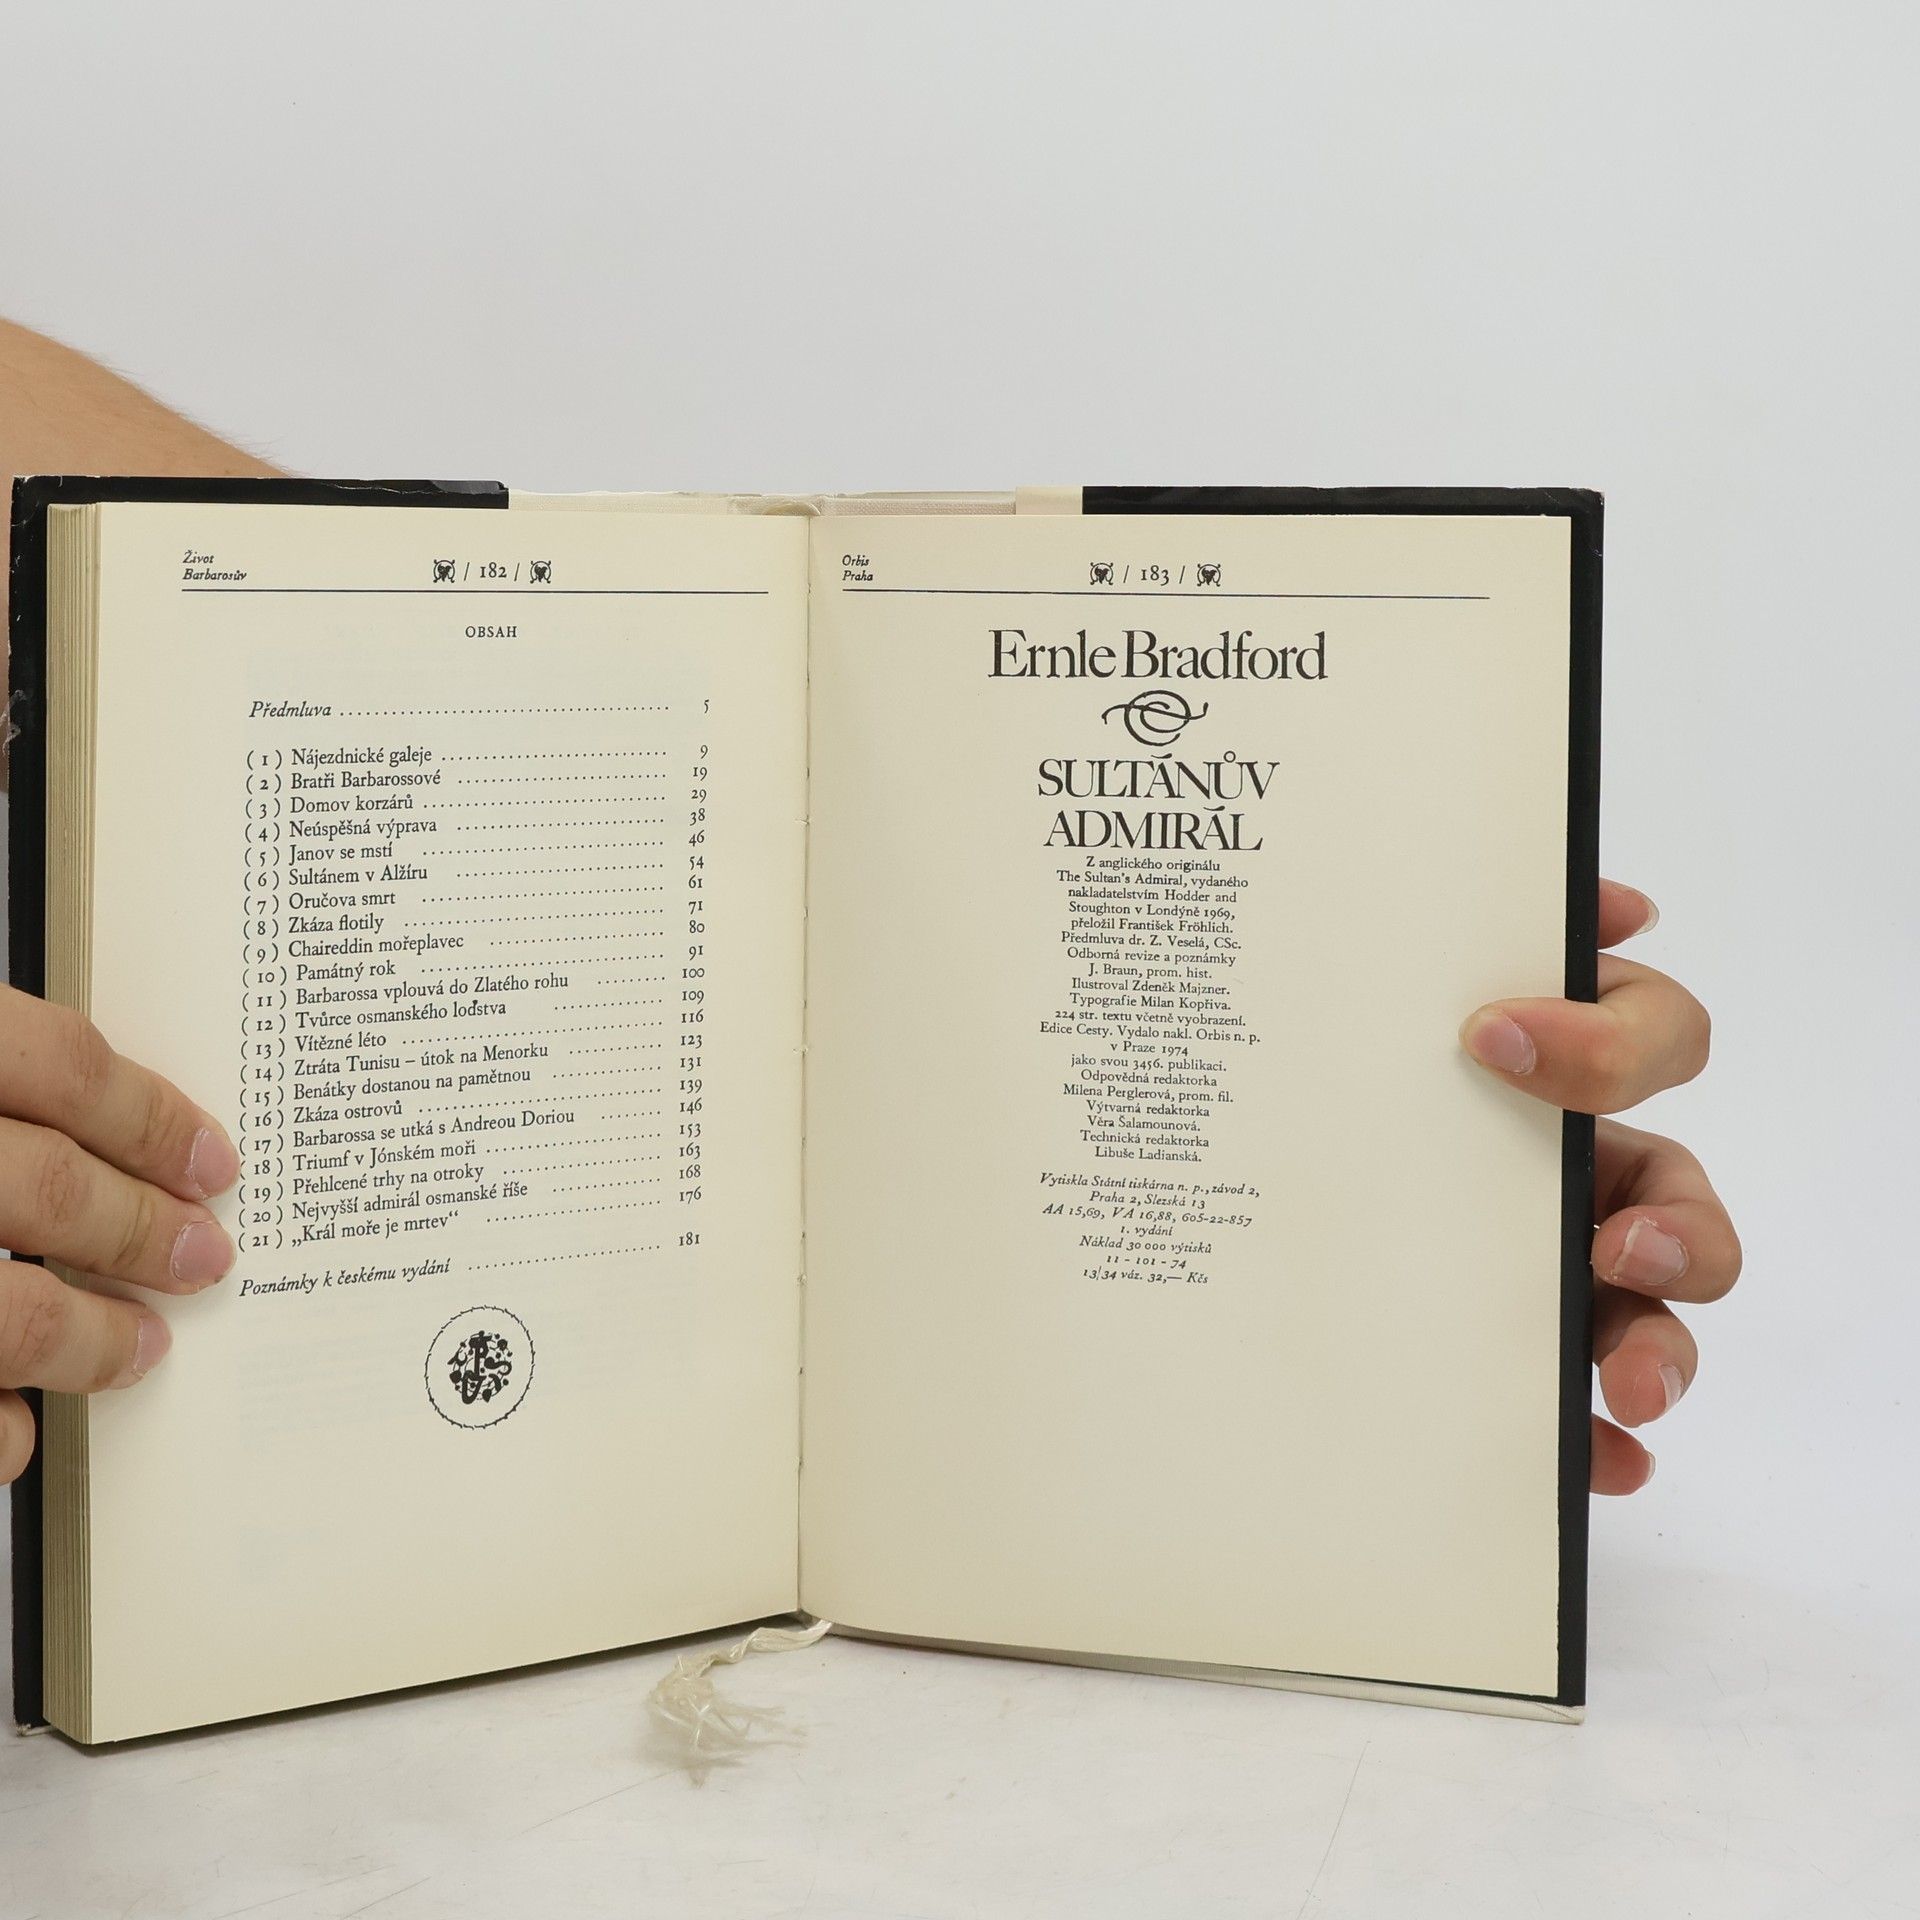 Život
Barbarosův
/ 182 /
OBSAH
Předmluva ........................................ 5
( 1 ) Nájezdnické galeje ............................ 9
( 2 ) Bratři Barbarossové .......................... 19
( 3 ) Domov korzárů ............................... 29
( 4 ) Neúspěšná výprava .......................... 38
( 5 ) Janov se mstí ............................... 46
( 6 ) Sultánem v Alžíru .......................... 54
( 7 ) Oručova smrt ............................... 61
( 8 ) Zkáza flotily ................................ 71
( 9 ) Chaireddin mořeplavec ...................... 80
( 10 ) Památný rok ............................... 91
( 11 ) Barbarossa vplouvá do Zlatého rohu ......... 100
( 12 ) Tvůrce osmanského loďstva .............. 109
( 13 ) Vítězné léto ................................ 116
( 14 ) Ztráta Tunisu – útok na Menorku ............ 123
( 15 ) Benátky dostanou na pamětnou .............. 131
( 16 ) Zkáza ostrovů .............................. 139
( 17 ) Barbarossa se utká s Andreou Doriou ........ 146
( 18 ) Triumf v Jónském moři ..................... 153
( 19 ) Přehlcené trhy na otroky .................... 163
( 20 ) Nejvyšší admirál osmanské říše .............. 168
( 21 ) „Král moře je mrtev“ ....................... 176
Poznámky k českému vydání ....................... 181
Orbis
Praha
/ 183 /
Ernle Bradford
SULTÁNŮV
ADMIRÁL
Z anglického originálu
The Sultan's Admiral, vydaného
nakladatelstvím Hodder and
Stoughton v Londýně 1969,
přeložil František Fröhlich.
Předmluva dr. Z. Veselá, CSc.
Odborná revize a poznámky
J. Braun, prom. hist.
Ilustroval Zdeněk Majzner.
Typografie Milan Kopřiva.
224 str. textu včetně vyobrazení.
Edice Cesty. Vydalo nakl. Orbis n. p.
v Praze 1974
jako svou 3456. publikaci.
Odpovědná redaktorka
Milena Perglerová, prom. fil.
Výtvarná redaktorka
Věra Šalamounová.
Technická redaktorka
Libuše Ladianská.
Vytiskla Státní tiskárna n. p., závod 2,
Praha 2, Slezská 13
AA 15,69, VA 16,88, 605-22-857
1. vydání
Náklad 30 000 výtisků
11 - 101 - 74
13/34 váz. 32,— Kčs